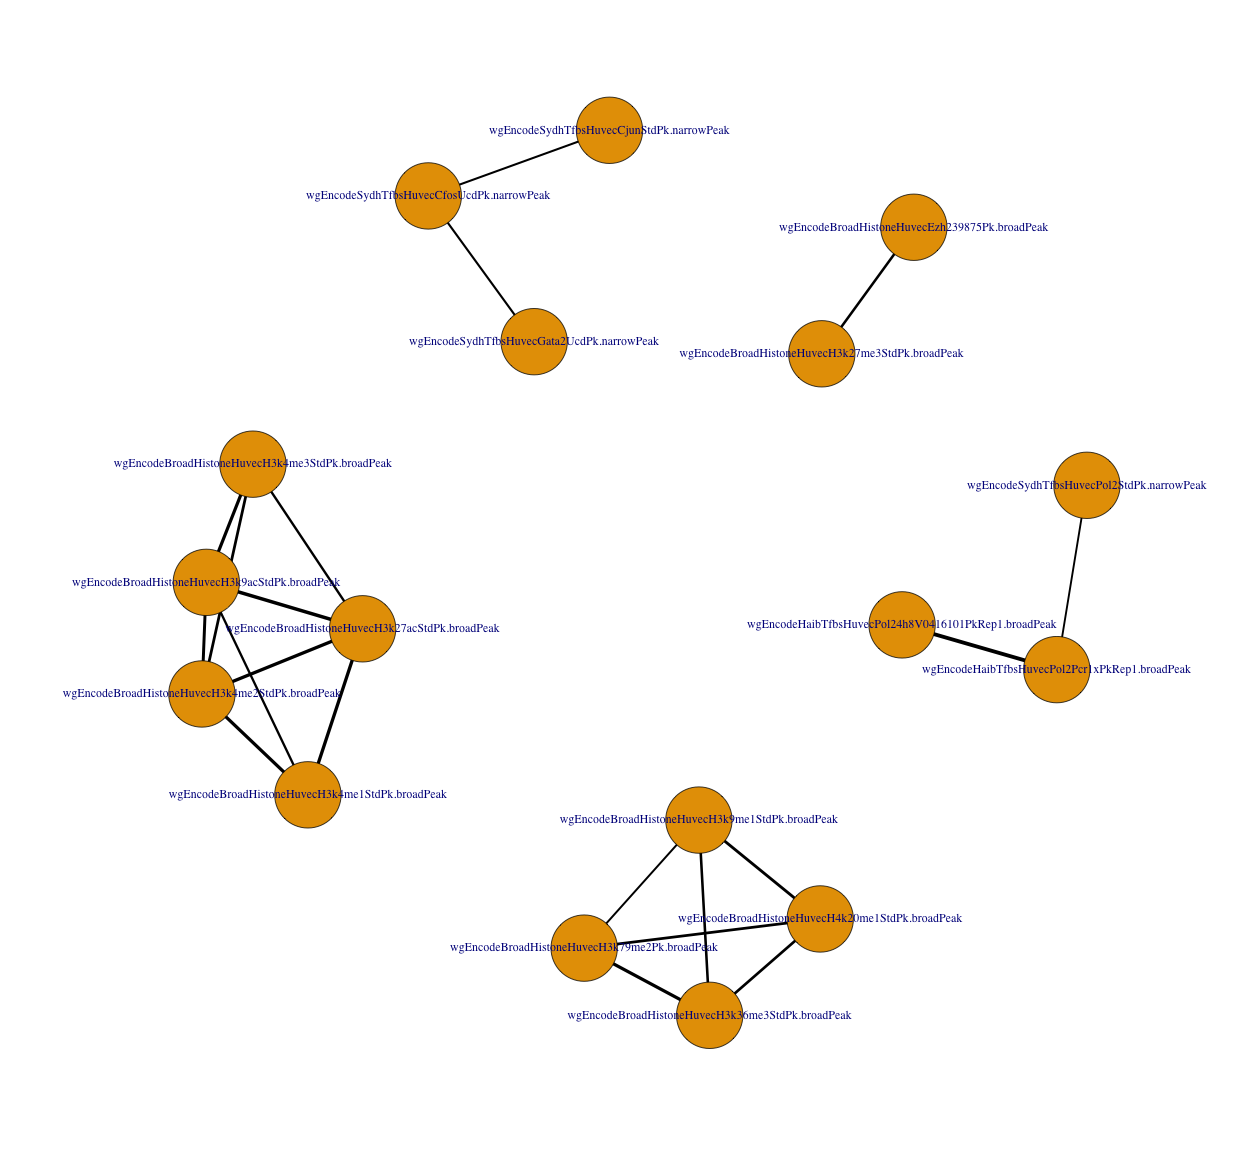 wgEncodeSydhTfbsHuvecCjunStdPk.narrowPeak
wgEncodeSydhTfbsHuvecCfosUcdPk.narrowPeak
wgEncodeBroadHistoneHuvecEzh239875Pk.broadPeak
wgEncodeSydhTfbsHuvecGata2UcdPk.narrowPeak
wgEncodeBroadHistoneHuvecH3k27me3StdPk.broadPeak
wgEncodeBroadHistoneHuvecH3k4me3StdPk.broadPeak
wgEncodeSydhTfbsHuvecPol2StdPk.narrowPeak
wgEncodeBroadHistoneHuvecH3k9acStdPk.broadPeak
wgEncodeHaibTfbsHuvecPol24h8V0416101PkRep1.broadPeak
wgEncodeBroadHistoneHuvecH3k27acStdPk.broadPeak
wgEncodeHaibTfbsHuvecPol2Pcr1xPkRep1.broadPeak
wgEncodeBroadHistoneHuvecH3k4me2StdPk.broadPeak
wgEncodeBroadHistoneHuvecH3k4me1StdPk.broadPeak
wgEncodeBroadHistoneHuvecH3k9me1StdPk.broadPeak
wgEncodeBroadHistoneHuvecH4k20me1StdPk.broadPeak
wgEncodeBroadHistoneHuvecH3k79me2Pk.broadPeak
wgEncodeBroadHistoneHuvecH3k36me3StdPk.broadPeak